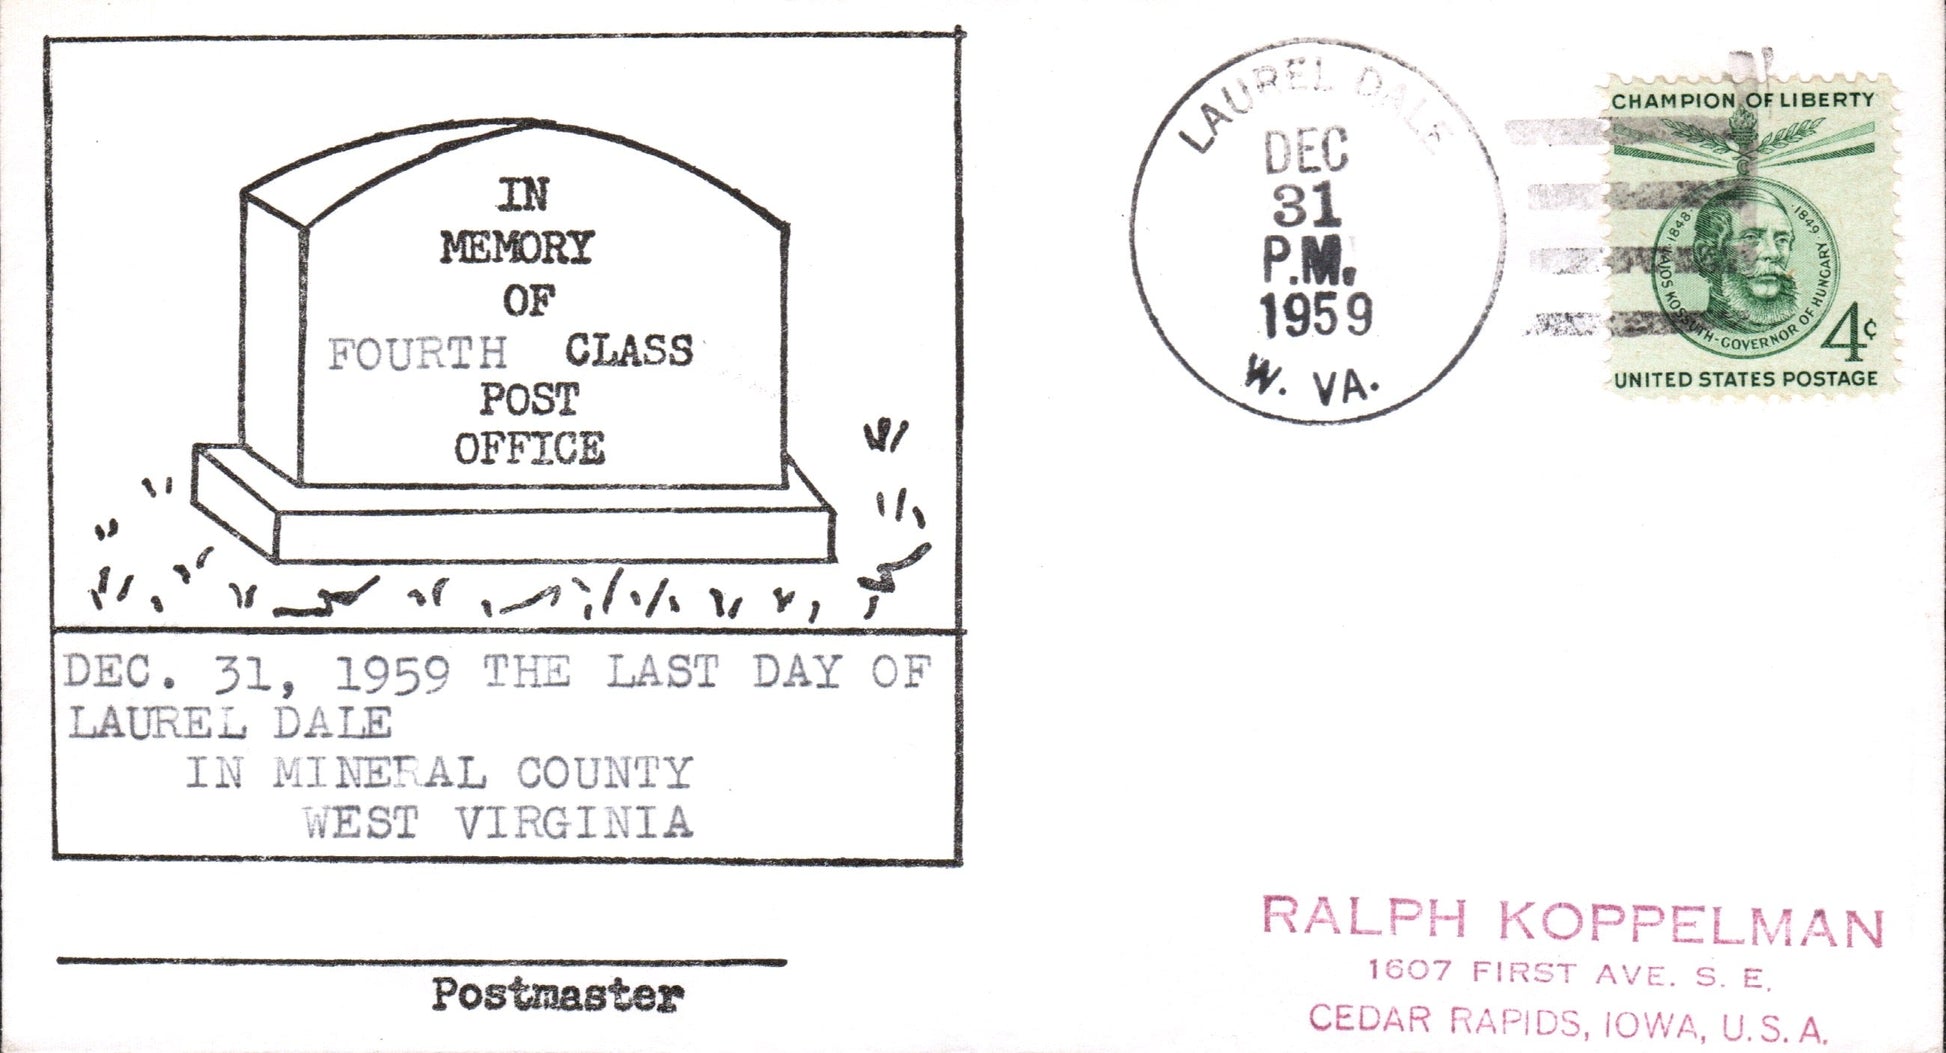 IN
MEMORY
OF
FOURTH CLASS
POST
OFFICE
DEC. 31, 1959 THE LAST DAY OF
LAUREL DALE
IN MINERAL COUNTY
WEST VIRGINIA
Postmaster
LAUREL DALE
DEC
31
P.M.
1959
W. VA.
CHAMPION OF LIBERTY
·1848· ·1849·
LAJOS KOSSUTH-GOVERNOR OF HUNGARY
4¢
UNITED STATES POSTAGE
RALPH KOPPELMAN
1607 FIRST AVE. S. E.
CEDAR RAPIDS, IOWA, U.S.A.